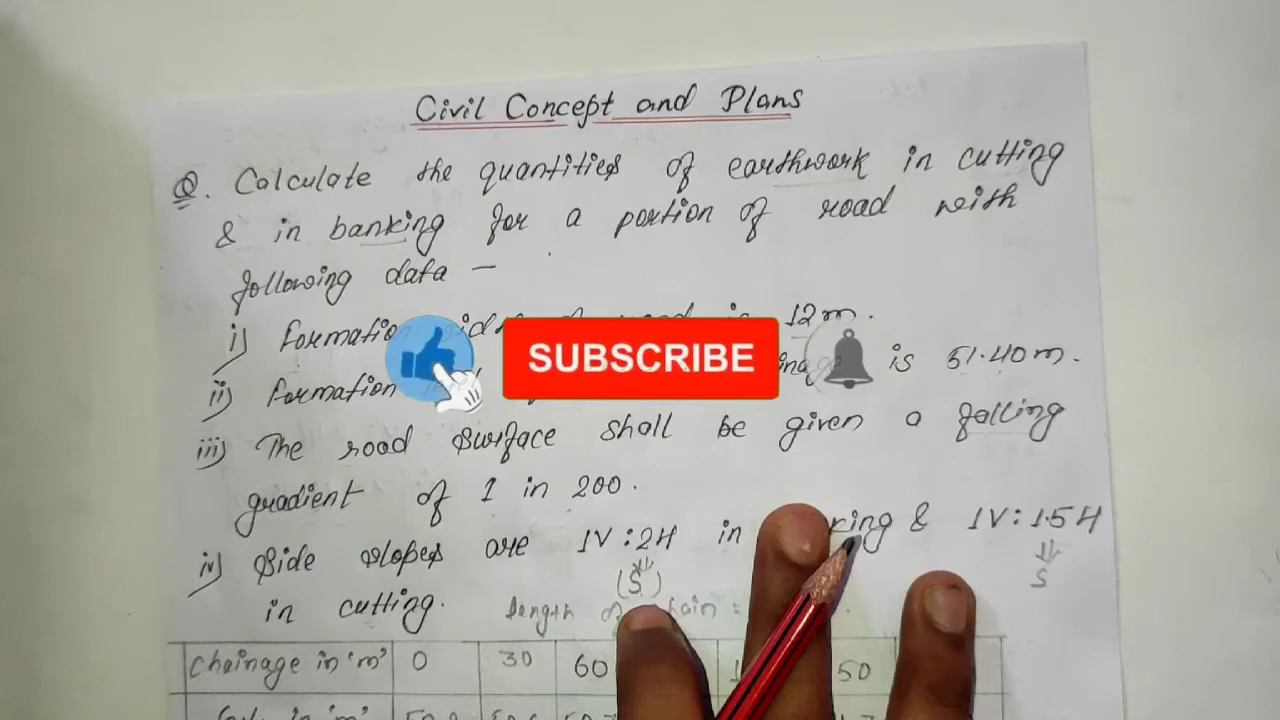 Civil Concept and Plans
Q. Calculate the quantities of earthwork in cutting
& in banking for a portion of road with
following data -
i) Formation road is 12m.
SUBSCRIBE
ii) Formation is 51.40m.
iii) The road surface shall be given a falling
gradient of 1 in 200.
iv) Side slopes are 1V:2H in & 1V:1.5H
(S) S
in cutting. length of =
Chainage in 'm' 0 30 60 50